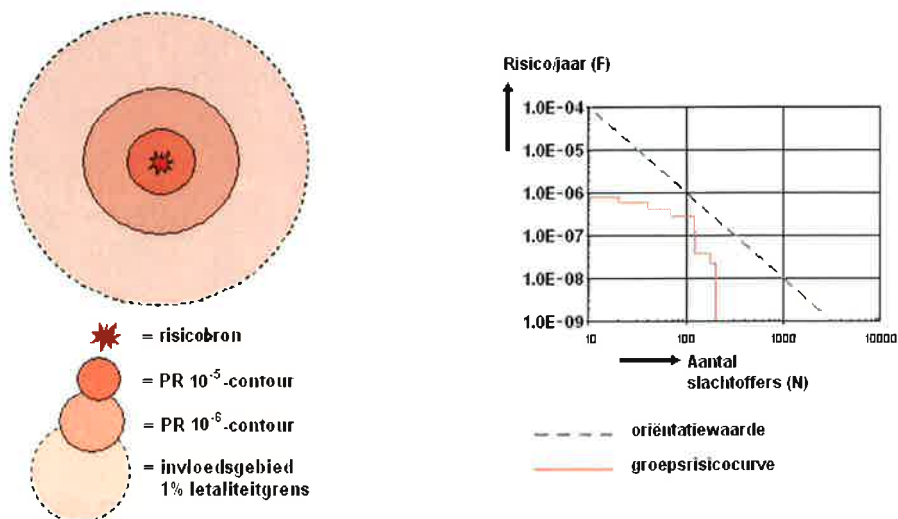 = risicobron
= PR 10⁻⁵-contour
= PR 10⁻⁶-contour
= invloedsgebied
1% letaliteitgrens
Risico/jaar (F)
1.0E-04
1.0E-05
1.0E-06
1.0E-07
1.0E-08
1.0E-09
10 100 1000 10000
Aantal
slachtoffers (N)
oriëntatiewaarde
groepsrisicocurve